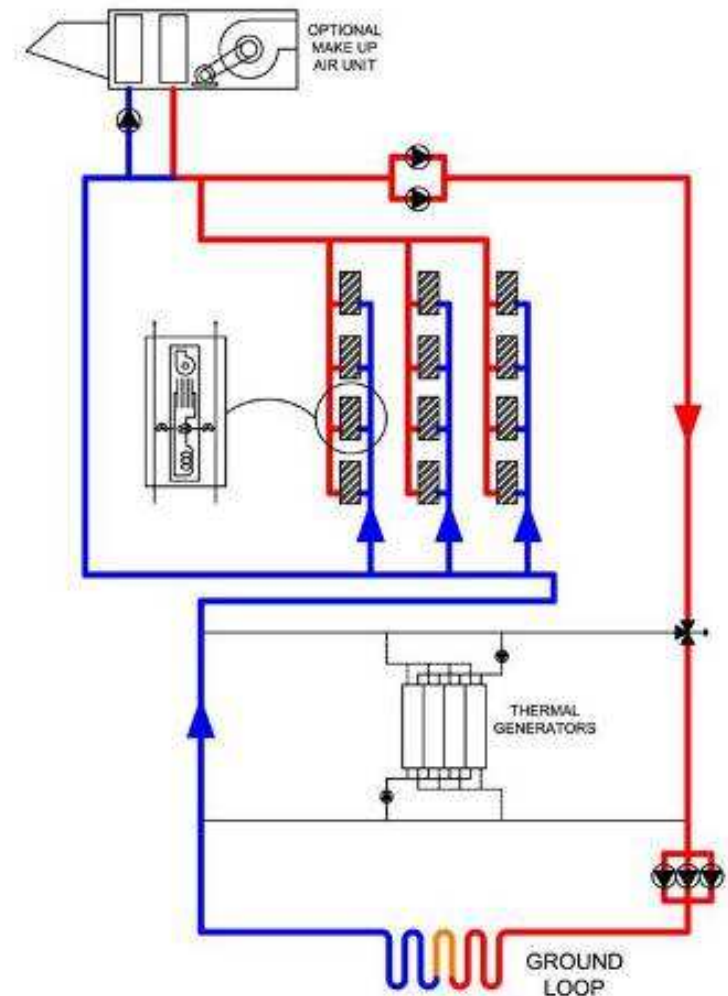 OPTIONAL
MAKE UP
AIR UNIT
THERMAL
GENERATORS
GROUND
LOOP